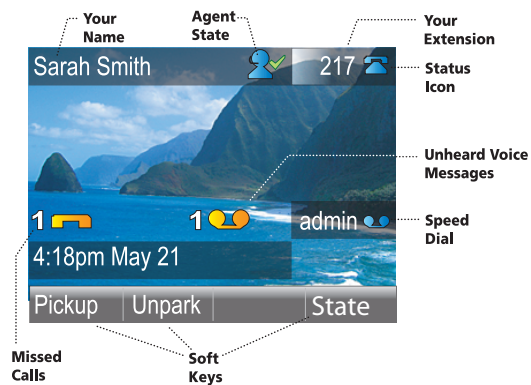 Your
Name
Agent
State
Your
Extension
Sarah Smith
217
Status
Icon
Unheard Voice
Messages
1
1
admin
Speed
Dial
4:18pm May 21
Pickup
Unpark
State
Missed
Calls
Soft
Keys